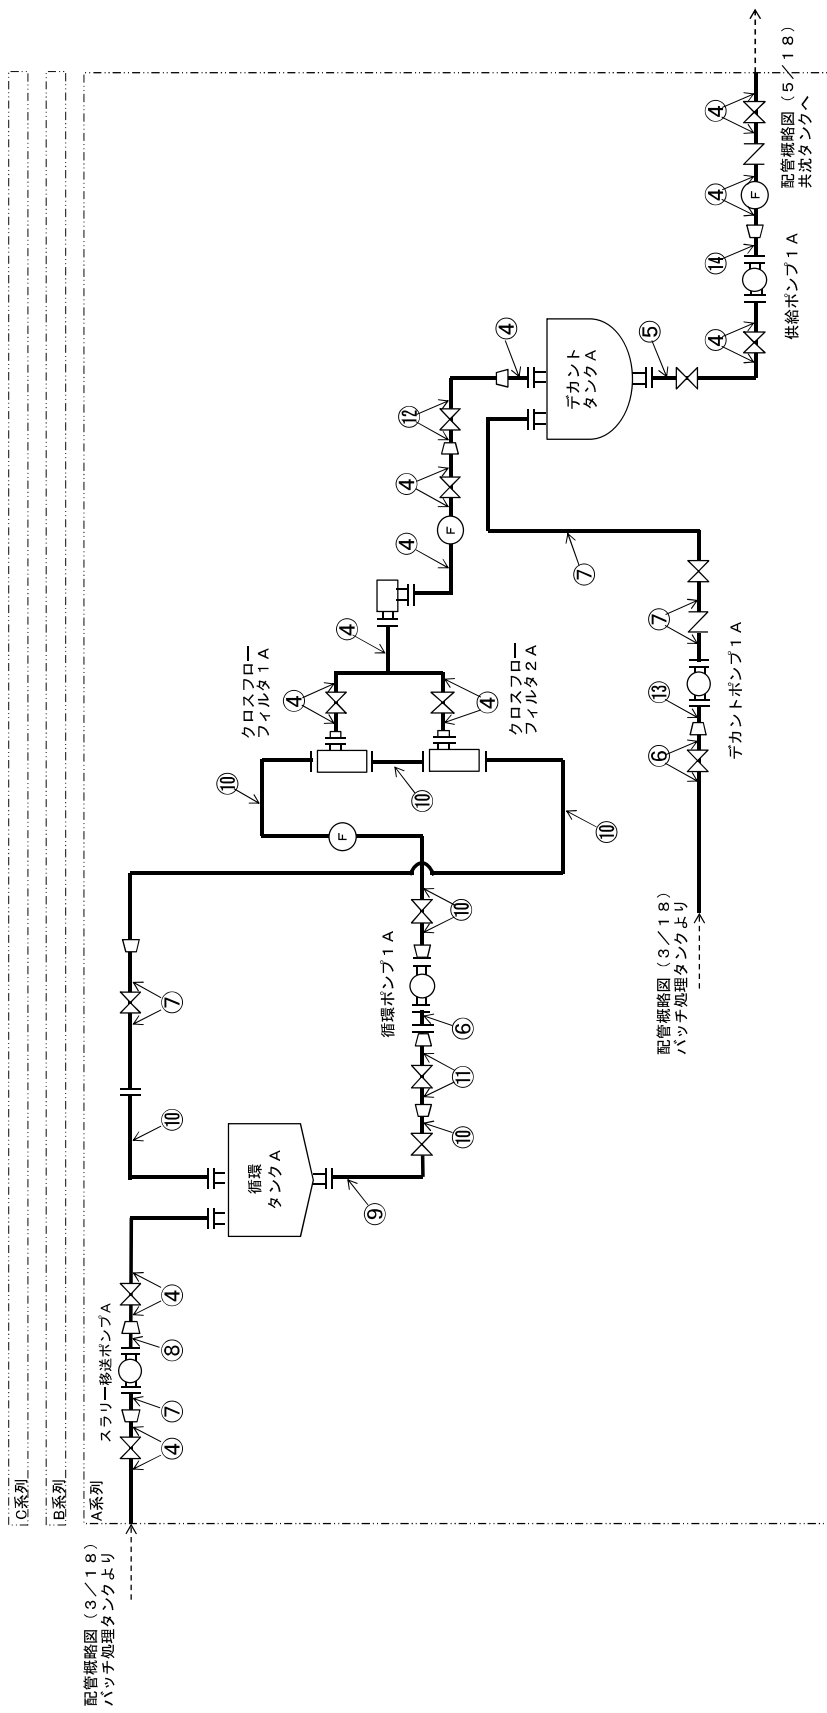 C系列
B系列
A系列
配管概略図（３／１８）
バッチ処理タンクより
スラリー移送ポンプＡ
④
⑦
⑧
④
⑩
⑦
⑩
循環
タンクＡ
クロスフロー
フィルタ１Ａ
④
F
④
⑨
循環ポンプ１Ａ
④
④
⑫
⑩
F
⑩
⑪
⑥
⑩
④
④
クロスフロー
フィルタ２Ａ
デカント
タンクＡ
⑦
⑩
⑤
配管概略図（３／１８）
バッチ処理タンクより
⑥
⑬
⑦
デカントポンプ１Ａ
④
⑭
④
④
F
供給ポンプ１Ａ
配管概略図（５／１８）
共沈タンクへ